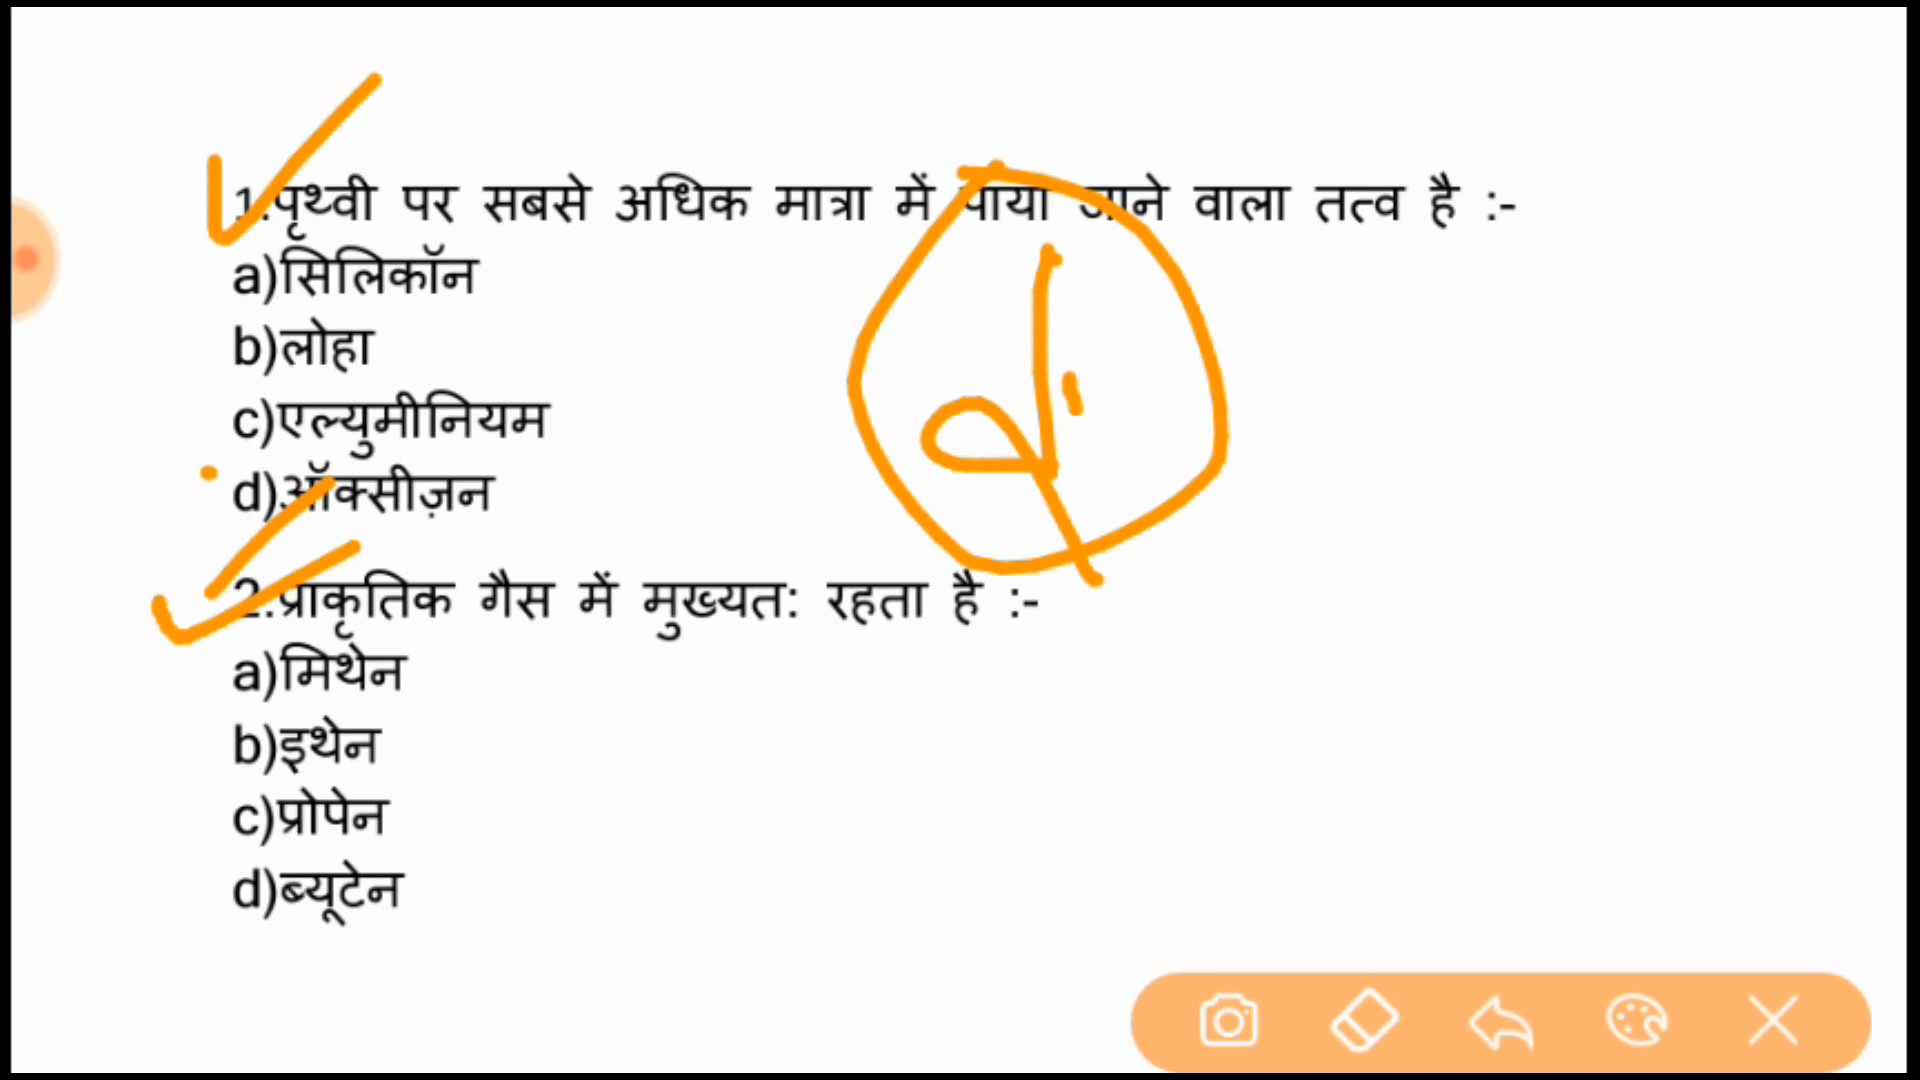 1.पृथ्वी पर सबसे अधिक मात्रा में पाया जाने वाला तत्व है :-
a)सिलिकॉन
b)लोहा
c)एल्युमीनियम
d)ऑक्सीज़न
d
2.प्राकृतिक गैस में मुख्यत: रहता है :-
a)मिथेन
b)इथेन
c)प्रोपेन
d)ब्यूटेन